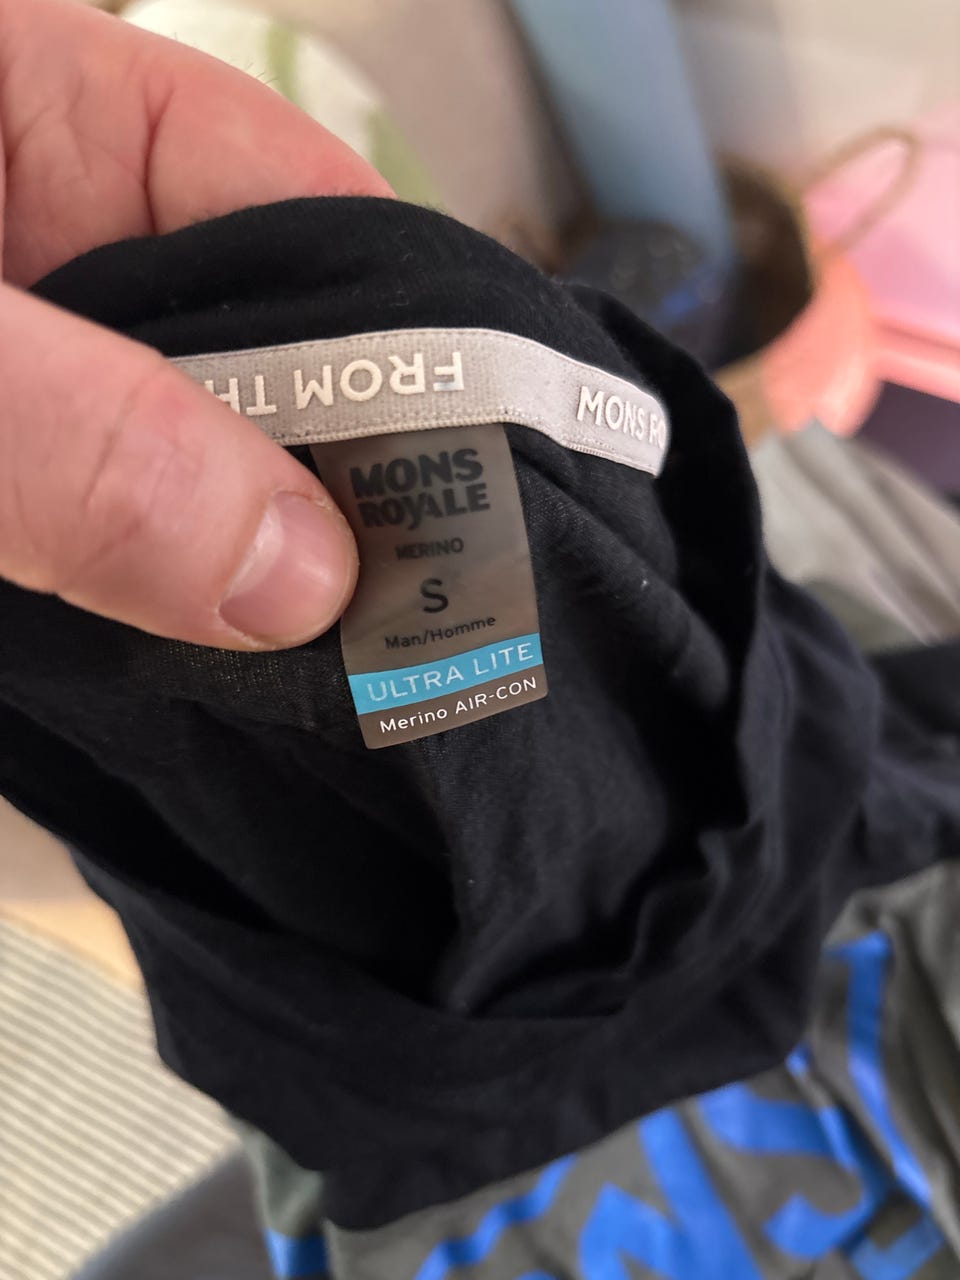 FROM TH
MONS RO
MONS
ROYALE
MERINO
S
Man/Homme
ULTRA LITE
Merino AIR-CON